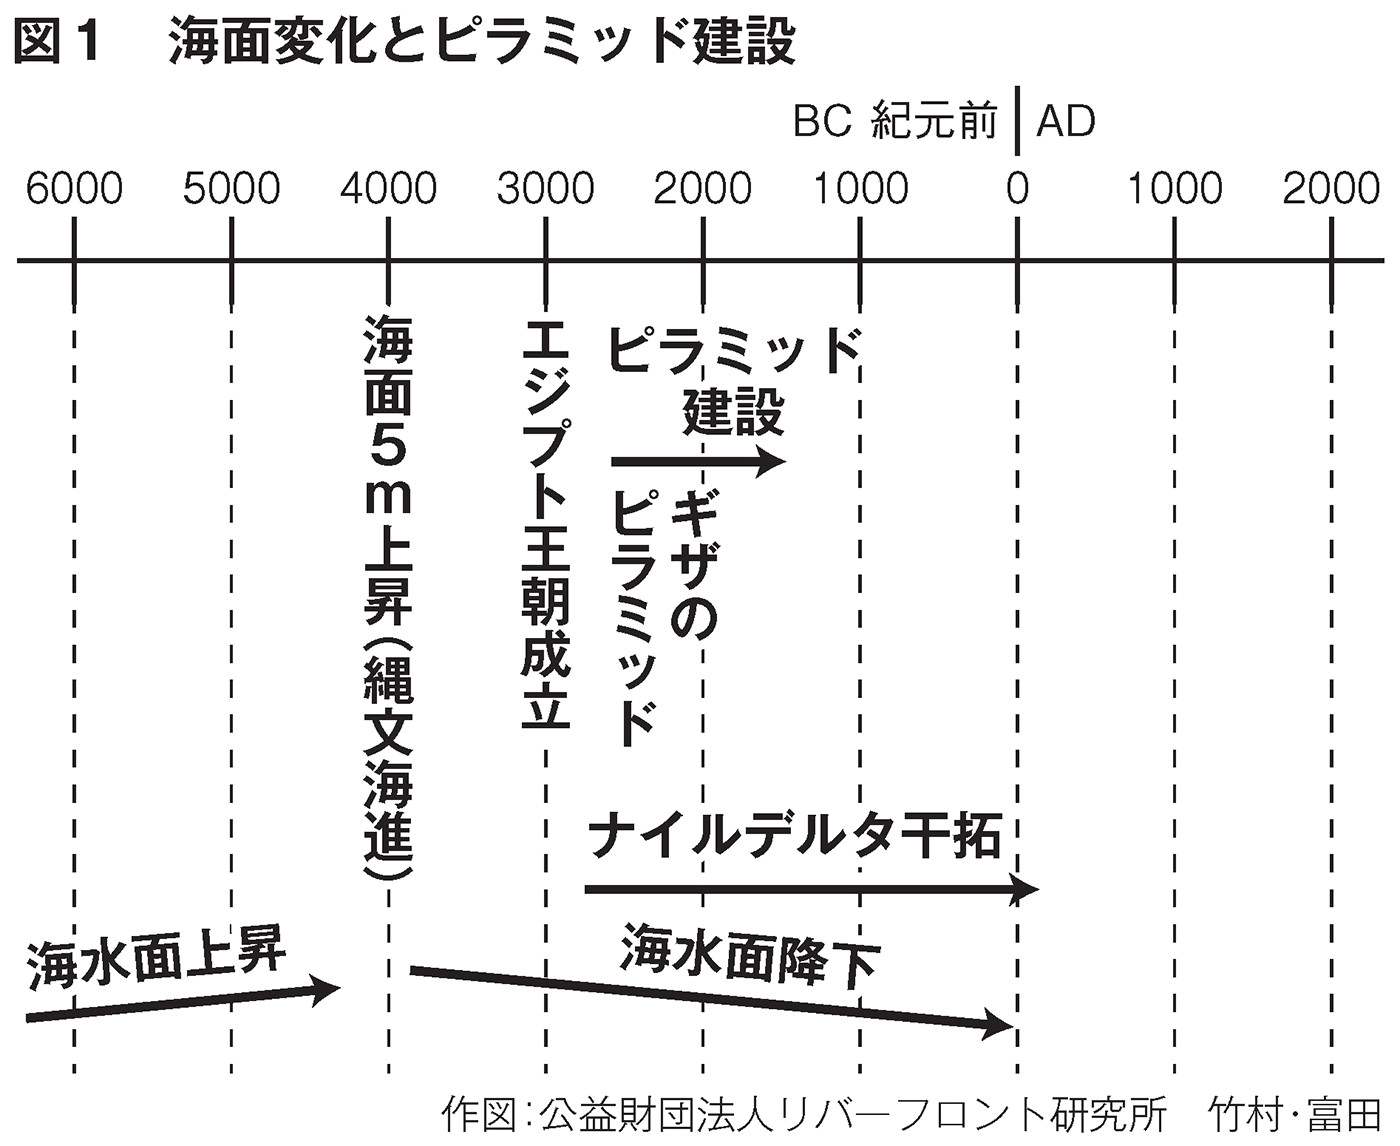 図1 海面変化とピラミッド建設
BC 紀元前 AD
6000 5000 4000 3000 2000 1000 0 1000 2000
海面5m上昇(縄文海進)
エジプト王朝成立
ピラミッド
建設
ギザの
ピラミッド
ナイルデルタ干拓
海水面上昇
海水面降下
作図:公益財団法人リバーフロント研究所 竹村・富田